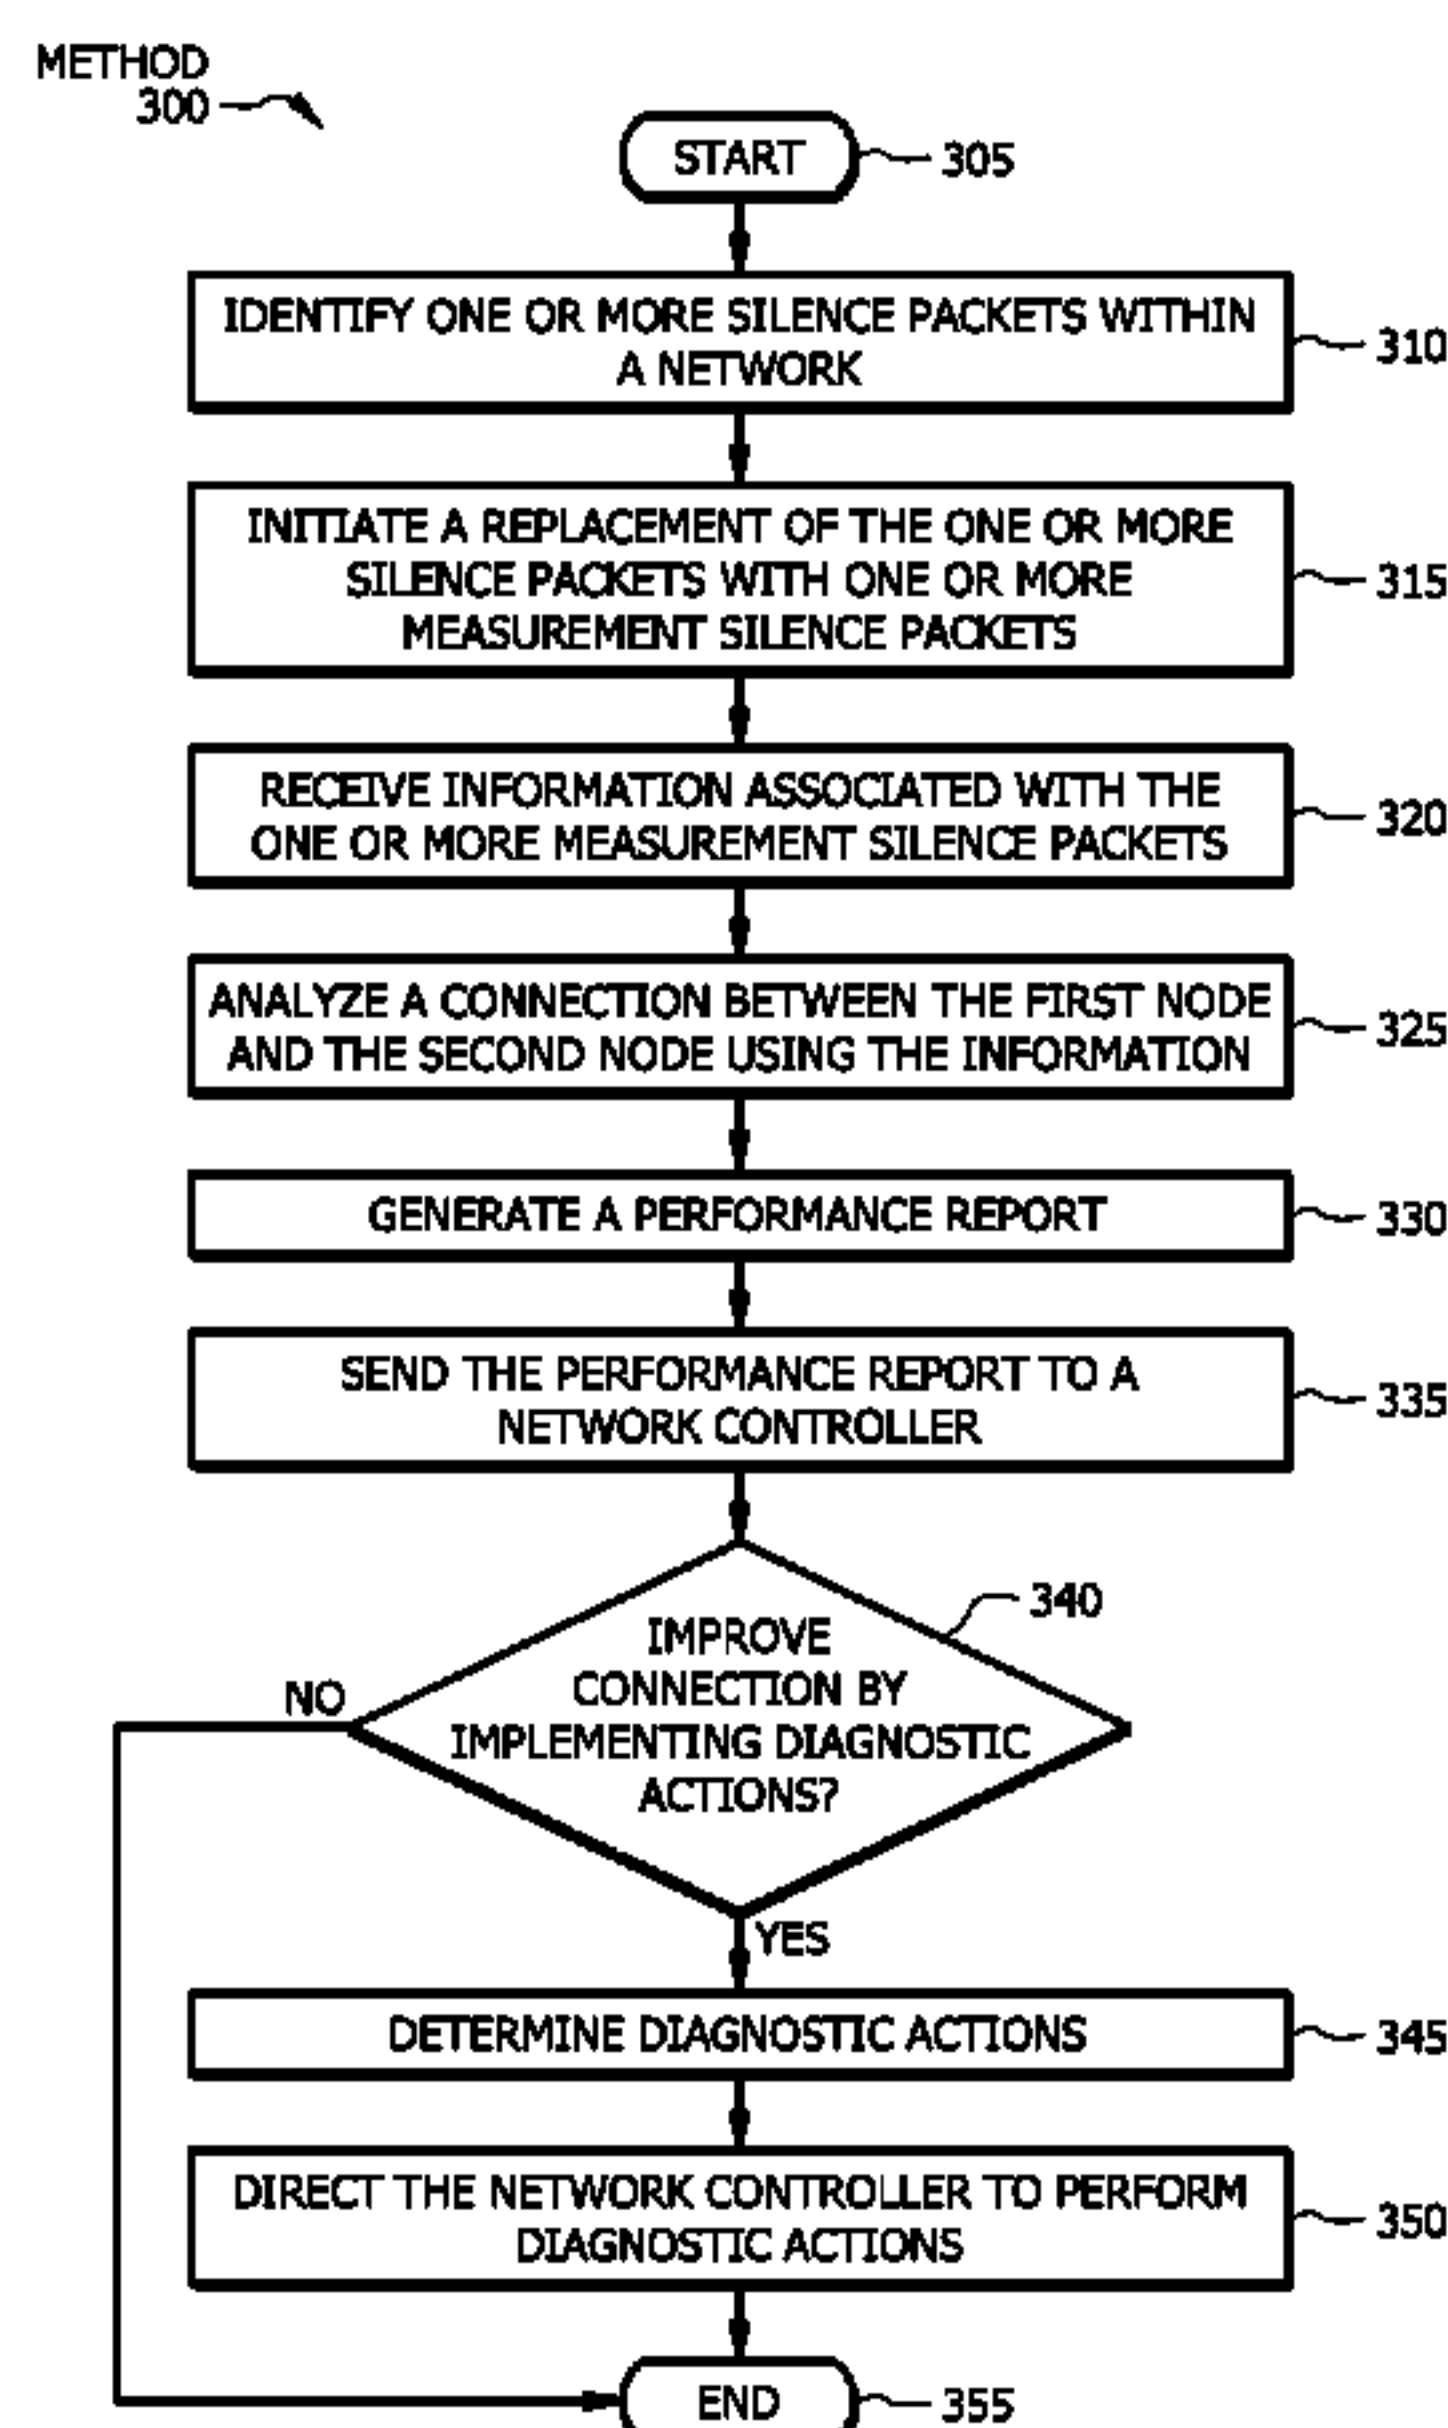 METHOD
300
START
305
IDENTIFY ONE OR MORE SILENCE PACKETS WITHIN
A NETWORK
310
INITIATE A REPLACEMENT OF THE ONE OR MORE
SILENCE PACKETS WITH ONE OR MORE
MEASUREMENT SILENCE PACKETS
315
RECEIVE INFORMATION ASSOCIATED WITH THE
ONE OR MORE MEASUREMENT SILENCE PACKETS
320
ANALYZE A CONNECTION BETWEEN THE FIRST NODE
AND THE SECOND NODE USING THE INFORMATION
325
GENERATE A PERFORMANCE REPORT
330
SEND THE PERFORMANCE REPORT TO A
NETWORK CONTROLLER
335
IMPROVE
CONNECTION BY
IMPLEMENTING DIAGNOSTIC
ACTIONS?
340
NO
YES
DETERMINE DIAGNOSTIC ACTIONS
345
DIRECT THE NETWORK CONTROLLER TO PERFORM
DIAGNOSTIC ACTIONS
350
END
355